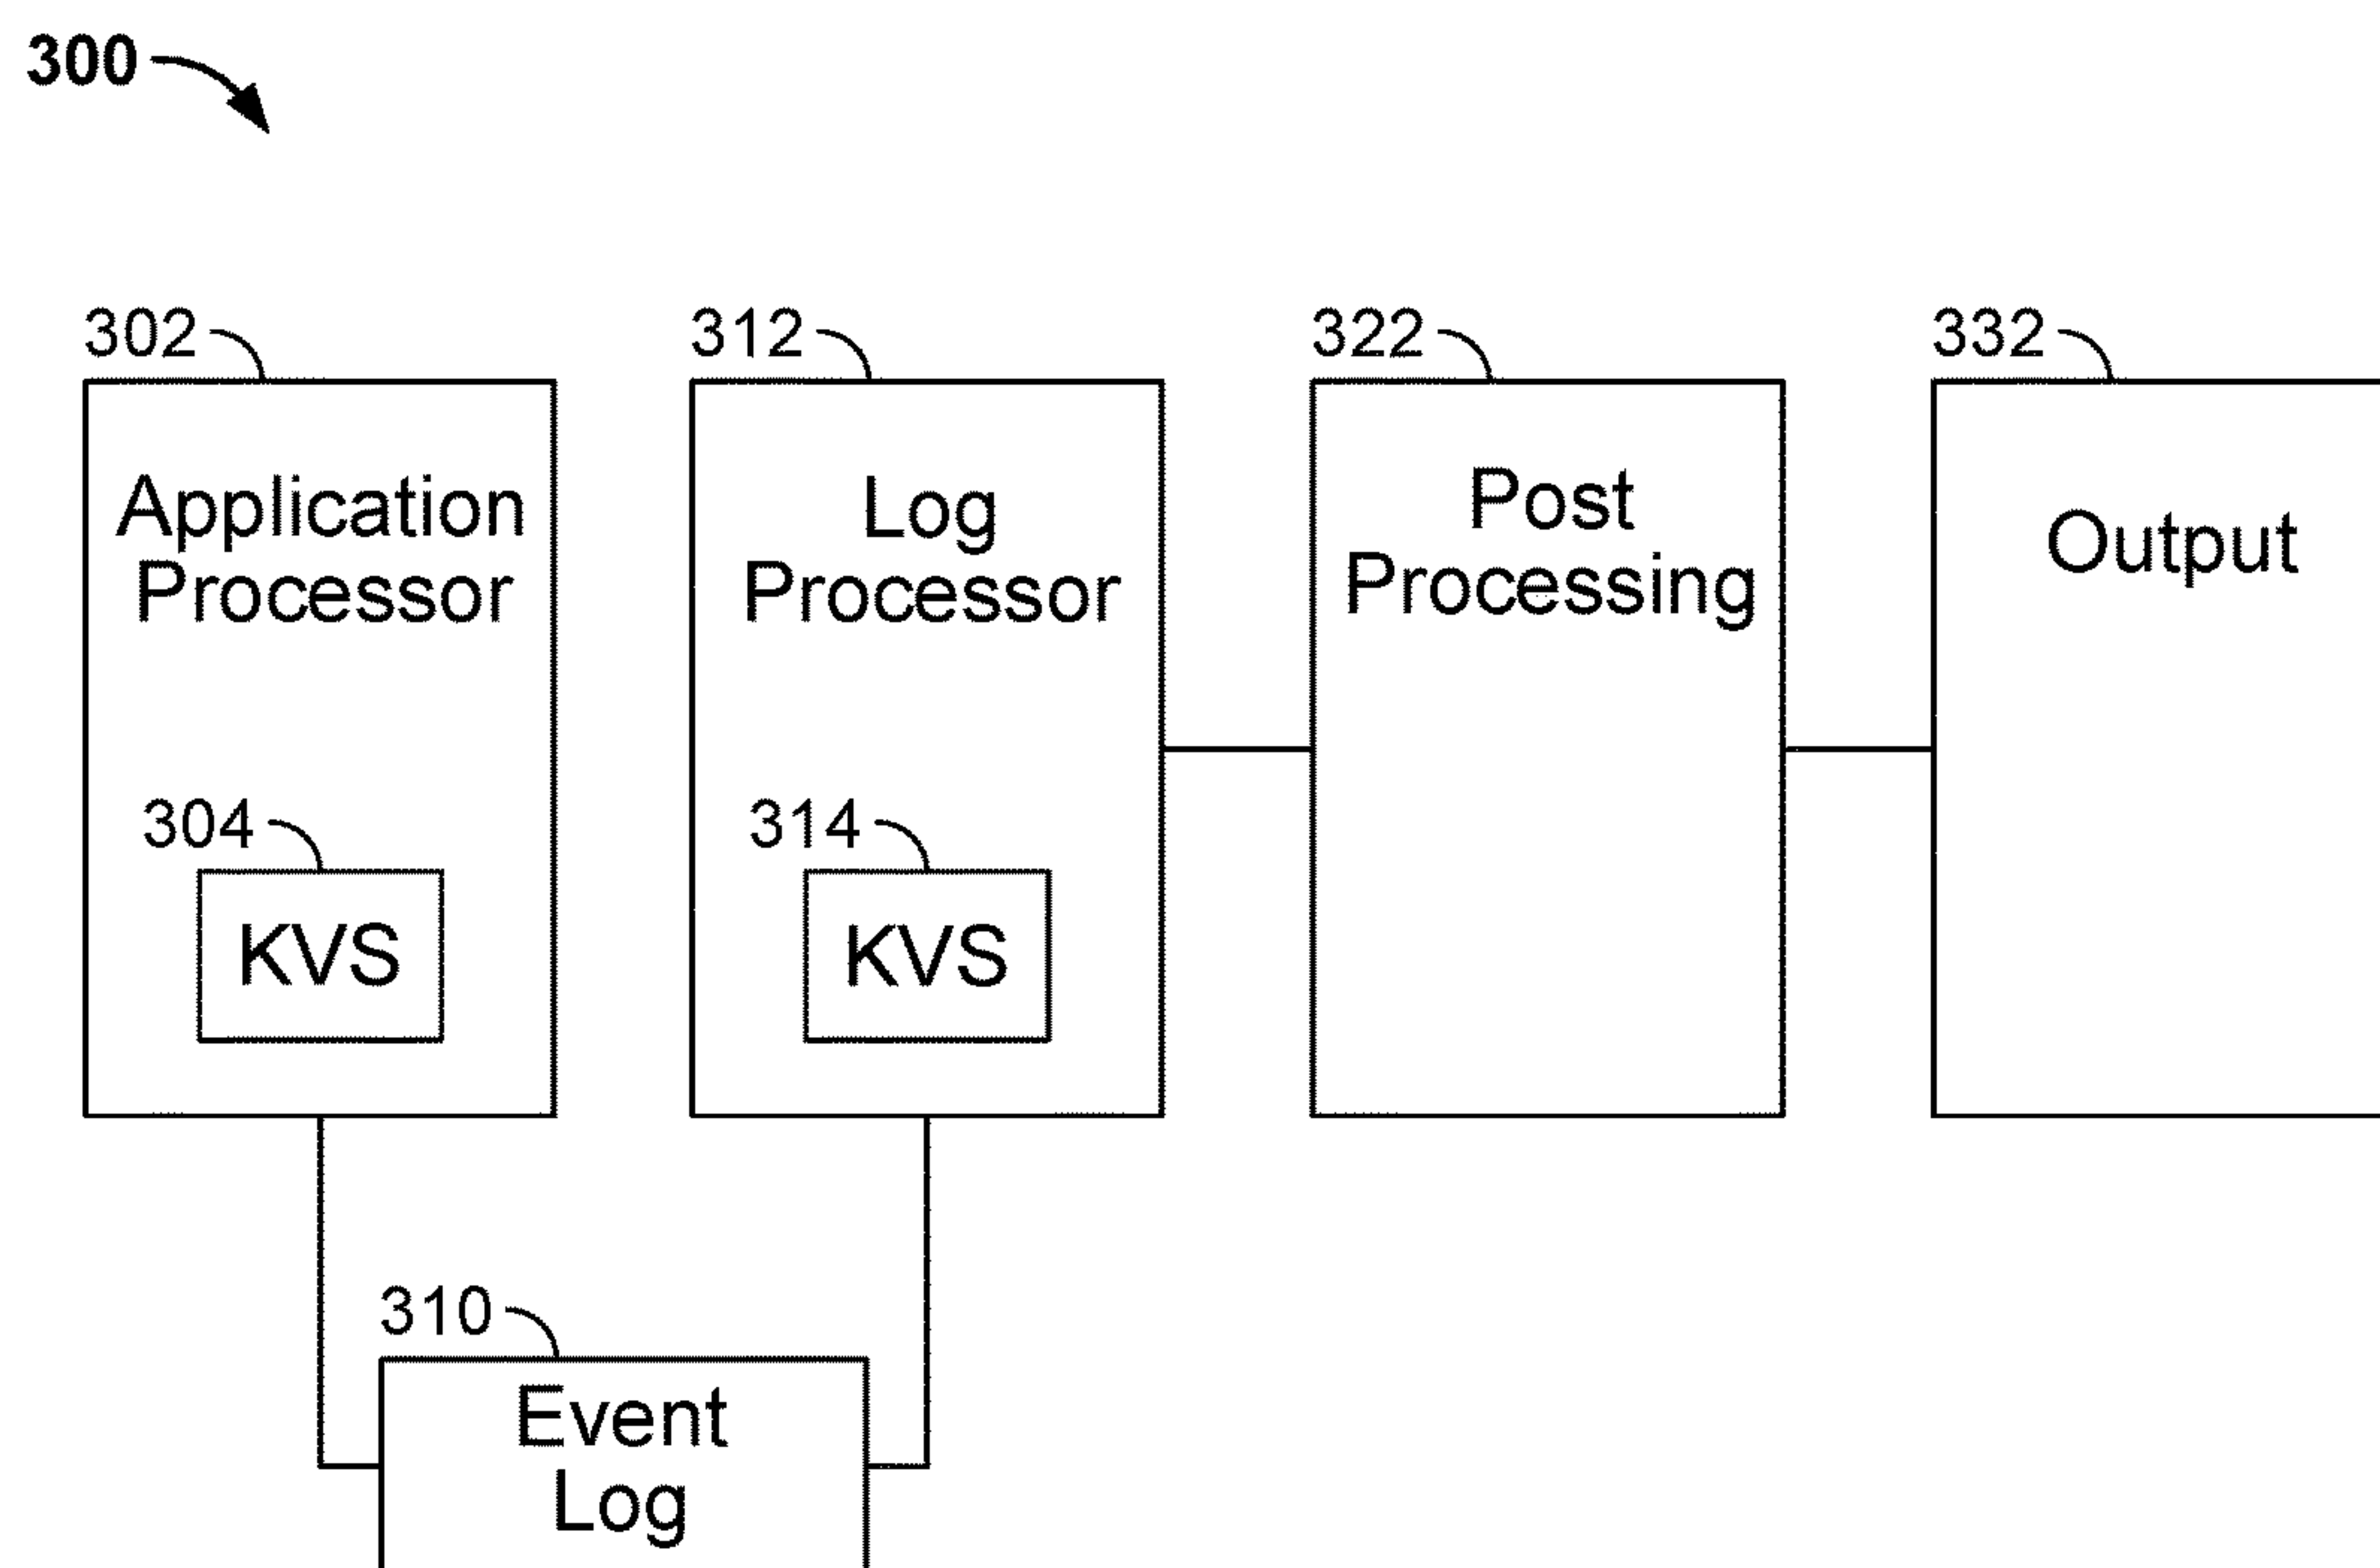 300
302
312
322
332
Application
Processor
Log
Processor
Post
Processing
Output
304
314
KVS
KVS
310
Event
Log